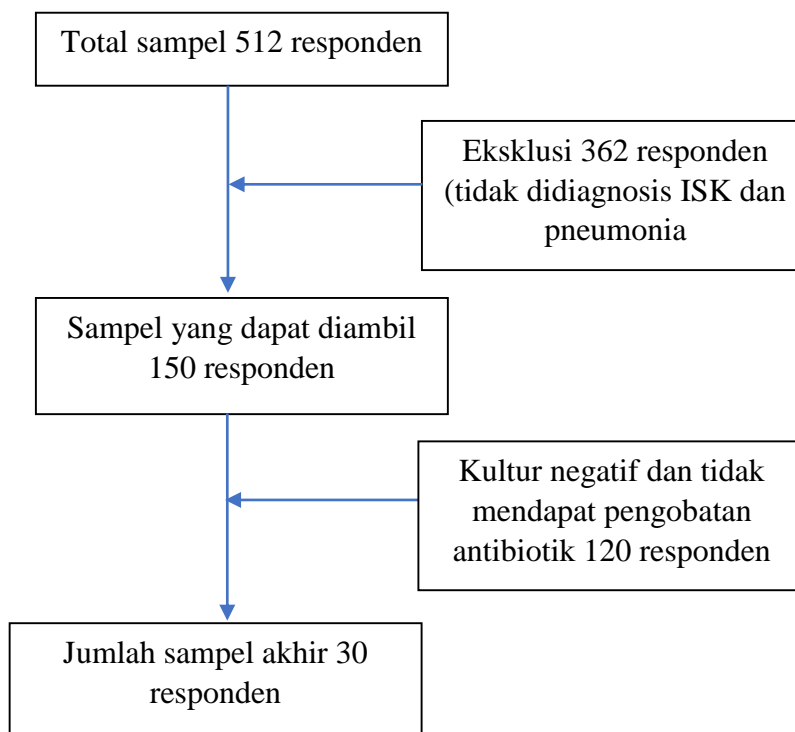 Total sampel 512 responden
Eksklusi 362 responden
(tidak didiagnosis ISK dan
pneumonia
Sampel yang dapat diambil
150 responden
Kultur negatif dan tidak
mendapat pengobatan
antibiotik 120 responden
Jumlah sampel akhir 30
responden